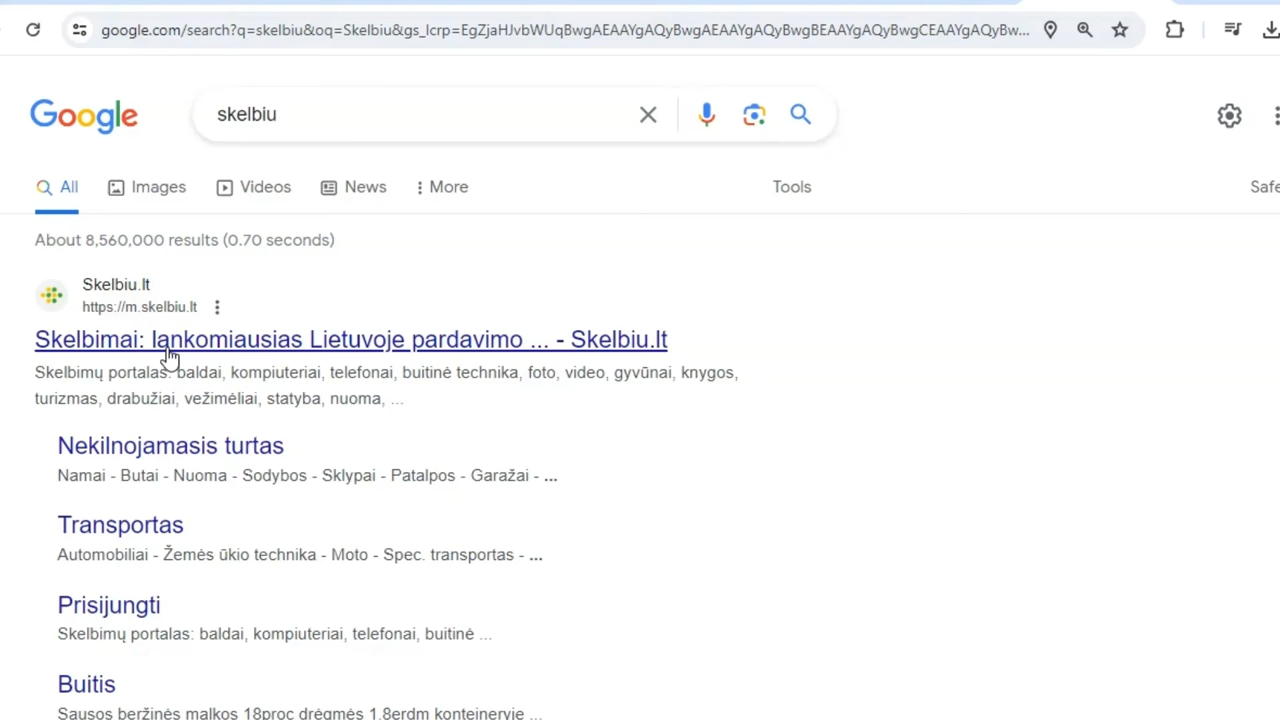 google.com/search?q=skelbiu&oq=Skelbiu&gs_lcrp=EgZjaHJvbWUqBwgAEAAYgAQyBwgAEAAYgAQyBwgBEAAYgAQyBwgCEAAYgAQyBw...
Google
skelbiu
All Images Videos News More Tools Safe
About 8,560,000 results (0.70 seconds)
Skelbiu.lt
https://m.skelbiu.lt
Skelbimai: lankomiausias Lietuvoje pardavimo ... - Skelbiu.lt
Skelbimų portalas: baldai, kompiuteriai, telefonai, buitinė technika, foto, video, gyvūnai, knygos,
turizmas, drabužiai, vežimėliai, statyba, nuoma, ...
Nekilnojamasis turtas
Namai - Butai - Nuoma - Sodybos - Sklypai - Patalpos - Garažai - ...
Transportas
Automobiliai - Žemės ūkio technika - Moto - Spec. transportas - ...
Prisijungti
Skelbimų portalas: baldai, kompiuteriai, telefonai, buitinė ...
Buitis
Sausos beržinės malkos 18proc drėgmės 1.8erdm konteineryje ...